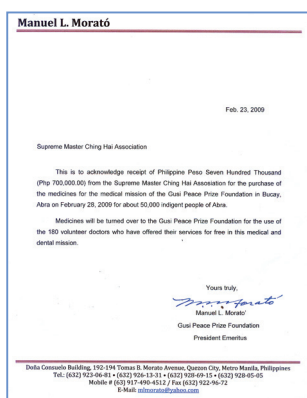 Manuel L. Morató
Feb. 23, 2009
Supreme Master Ching Hai Association
This is to acknowledge receipt of Philippine Peso Seven Hundred Thousand
(Php 700,000.00) from the Supreme Master Ching Hai Assosiation for the purchase of
the medicines for the medical mission of the Gusi Peace Prize Foundation in Bucay,
Abra on February 28, 2009 for about 50,000 indigent people of Abra.
Medicines will be turned over to the Gusi Peace Prize Foundation for the use of
the 180 volunteer doctors who have offered their services for free in this medical and
dental mission.
Yours truly,
Manuel L. Morato'
Gusi Peace Prize Foundation
President Emeritus
Doña Consuelo Building, 192-194 Tomas B. Morato Avenue, Quezon City, Metro Manila, Philippines
Tel.: (632) 923-06-81 • (632) 926-13-31 • (632) 928-69-15 • (632) 928-05-05
Mobile # (63) 917-490-4512 / Fax (632) 922-96-72
E-Mail: mlmorato@yahoo.com